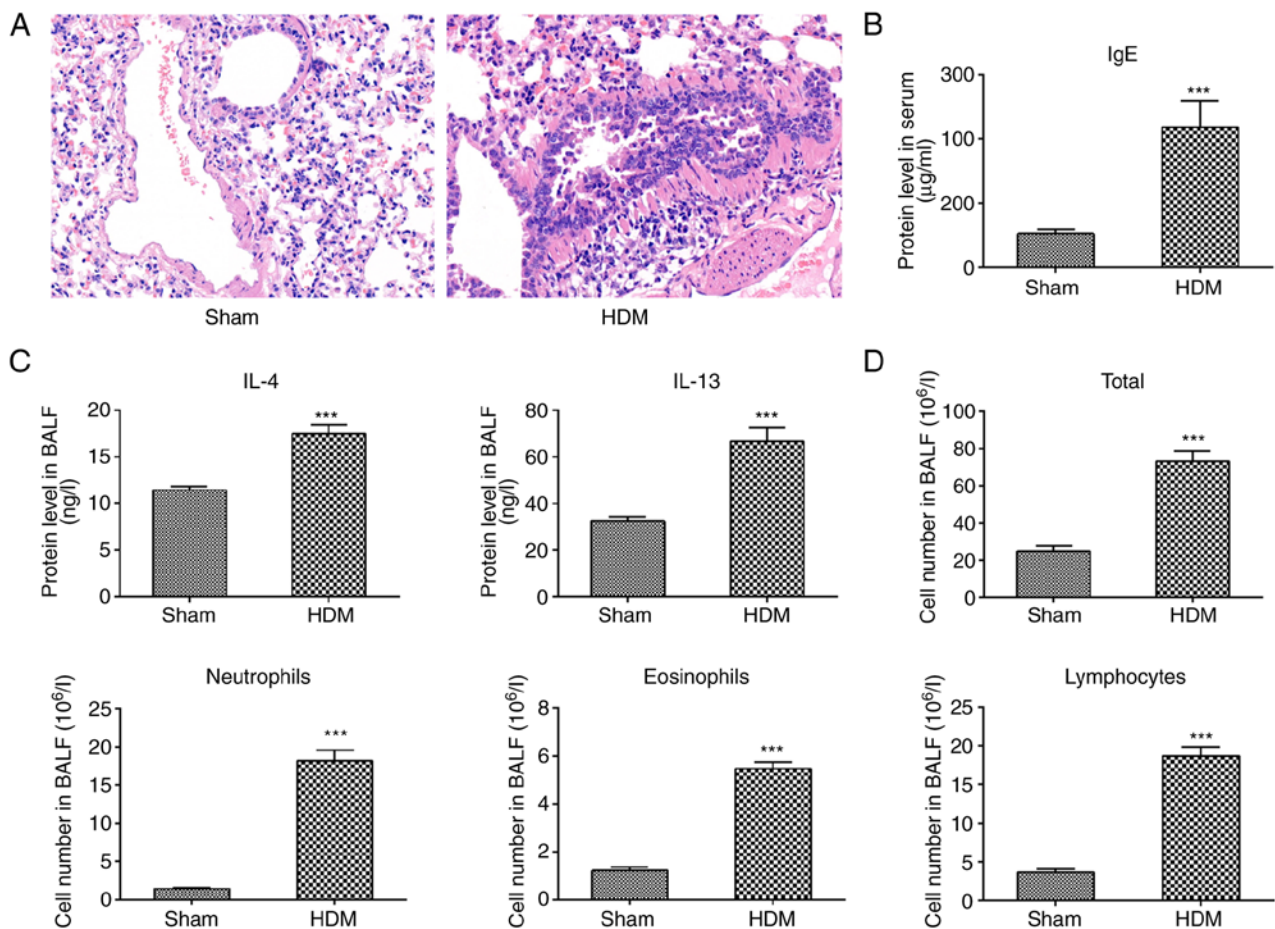 A
Sham
HDM
B
IgE
Protein level in serum
(μg/ml)
300
100
200
0
***
Sham
HDM
C
IL-4
Protein level in BALF
(ng/l)
20
15
10
5
0
***
Sham
HDM
IL-13
Protein level in BALF
(ng/l)
80
60
40
20
0
***
Sham
HDM
D
Total
Cell number in BALF (10⁶/l)
100
80
60
40
20
0
***
Sham
HDM
Neutrophils
Cell number in BALF (10⁶/l)
25
20
15
10
5
0
***
Sham
HDM
Eosinophils
Cell number in BALF (10⁶/l)
8
6
4
2
0
***
Sham
HDM
Lymphocytes
Cell number in BALF (10⁶/l)
25
20
15
10
5
0
***
Sham
HDM